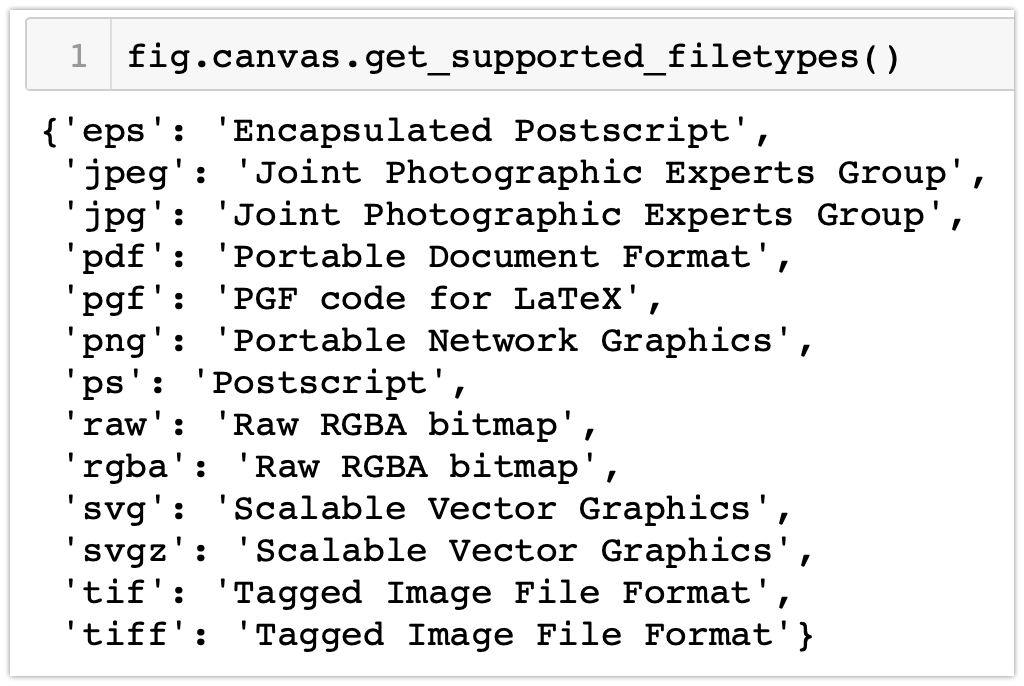 1 fig.canvas.get_supported_filetypes()
{'eps': 'Encapsulated Postscript',
'jpeg': 'Joint Photographic Experts Group',
'jpg': 'Joint Photographic Experts Group',
'pdf': 'Portable Document Format',
'pgf': 'PGF code for LaTeX',
'png': 'Portable Network Graphics',
'ps': 'Postscript',
'raw': 'Raw RGBA bitmap',
'rgba': 'Raw RGBA bitmap',
'svg': 'Scalable Vector Graphics',
'svgz': 'Scalable Vector Graphics',
'tif': 'Tagged Image File Format',
'tiff': 'Tagged Image File Format'}